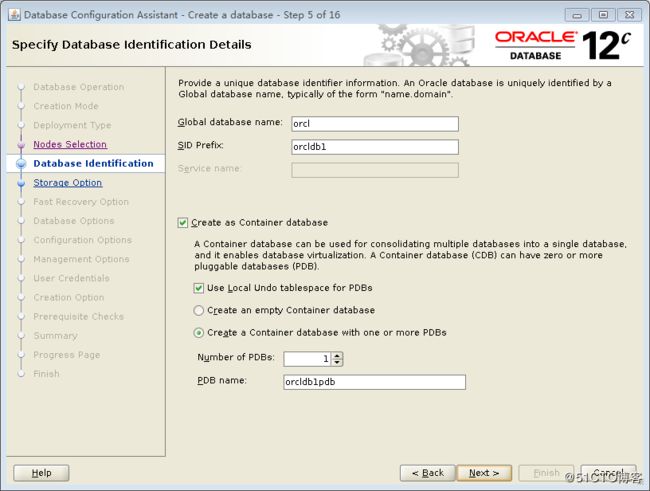 Database Configuration Assistant - Create a database - Step 5 of 16
Specify Database Identification Details
ORACLE
DATABASE
12c
Database Operation
Creation Mode
Deployment Type
Nodes Selection
Database Identification
Storage Option
Fast Recovery Option
Database Options
Configuration Options
Management Options
User Credentials
Creation Option
Prerequisite Checks
Summary
Progress Page
Finish
Provide a unique database identifier information. An Oracle database is uniquely identified by a
Global database name, typically of the form "name.domain".
Global database name: orcl
SID Prefix: orcldb1
Service name:
Create as Container database
A Container database can be used for consolidating multiple databases into a single database,
and it enables database virtualization. A Container database (CDB) can have zero or more
pluggable databases (PDB).
Use Local Undo tablespace for PDBs
Create an empty Container database
Create a Container database with one or more PDBs
Number of PDBs: 1
PDB name: orcldb1pdb
Help
< Back
Next >
Finish
Cancel
@51CTO博客